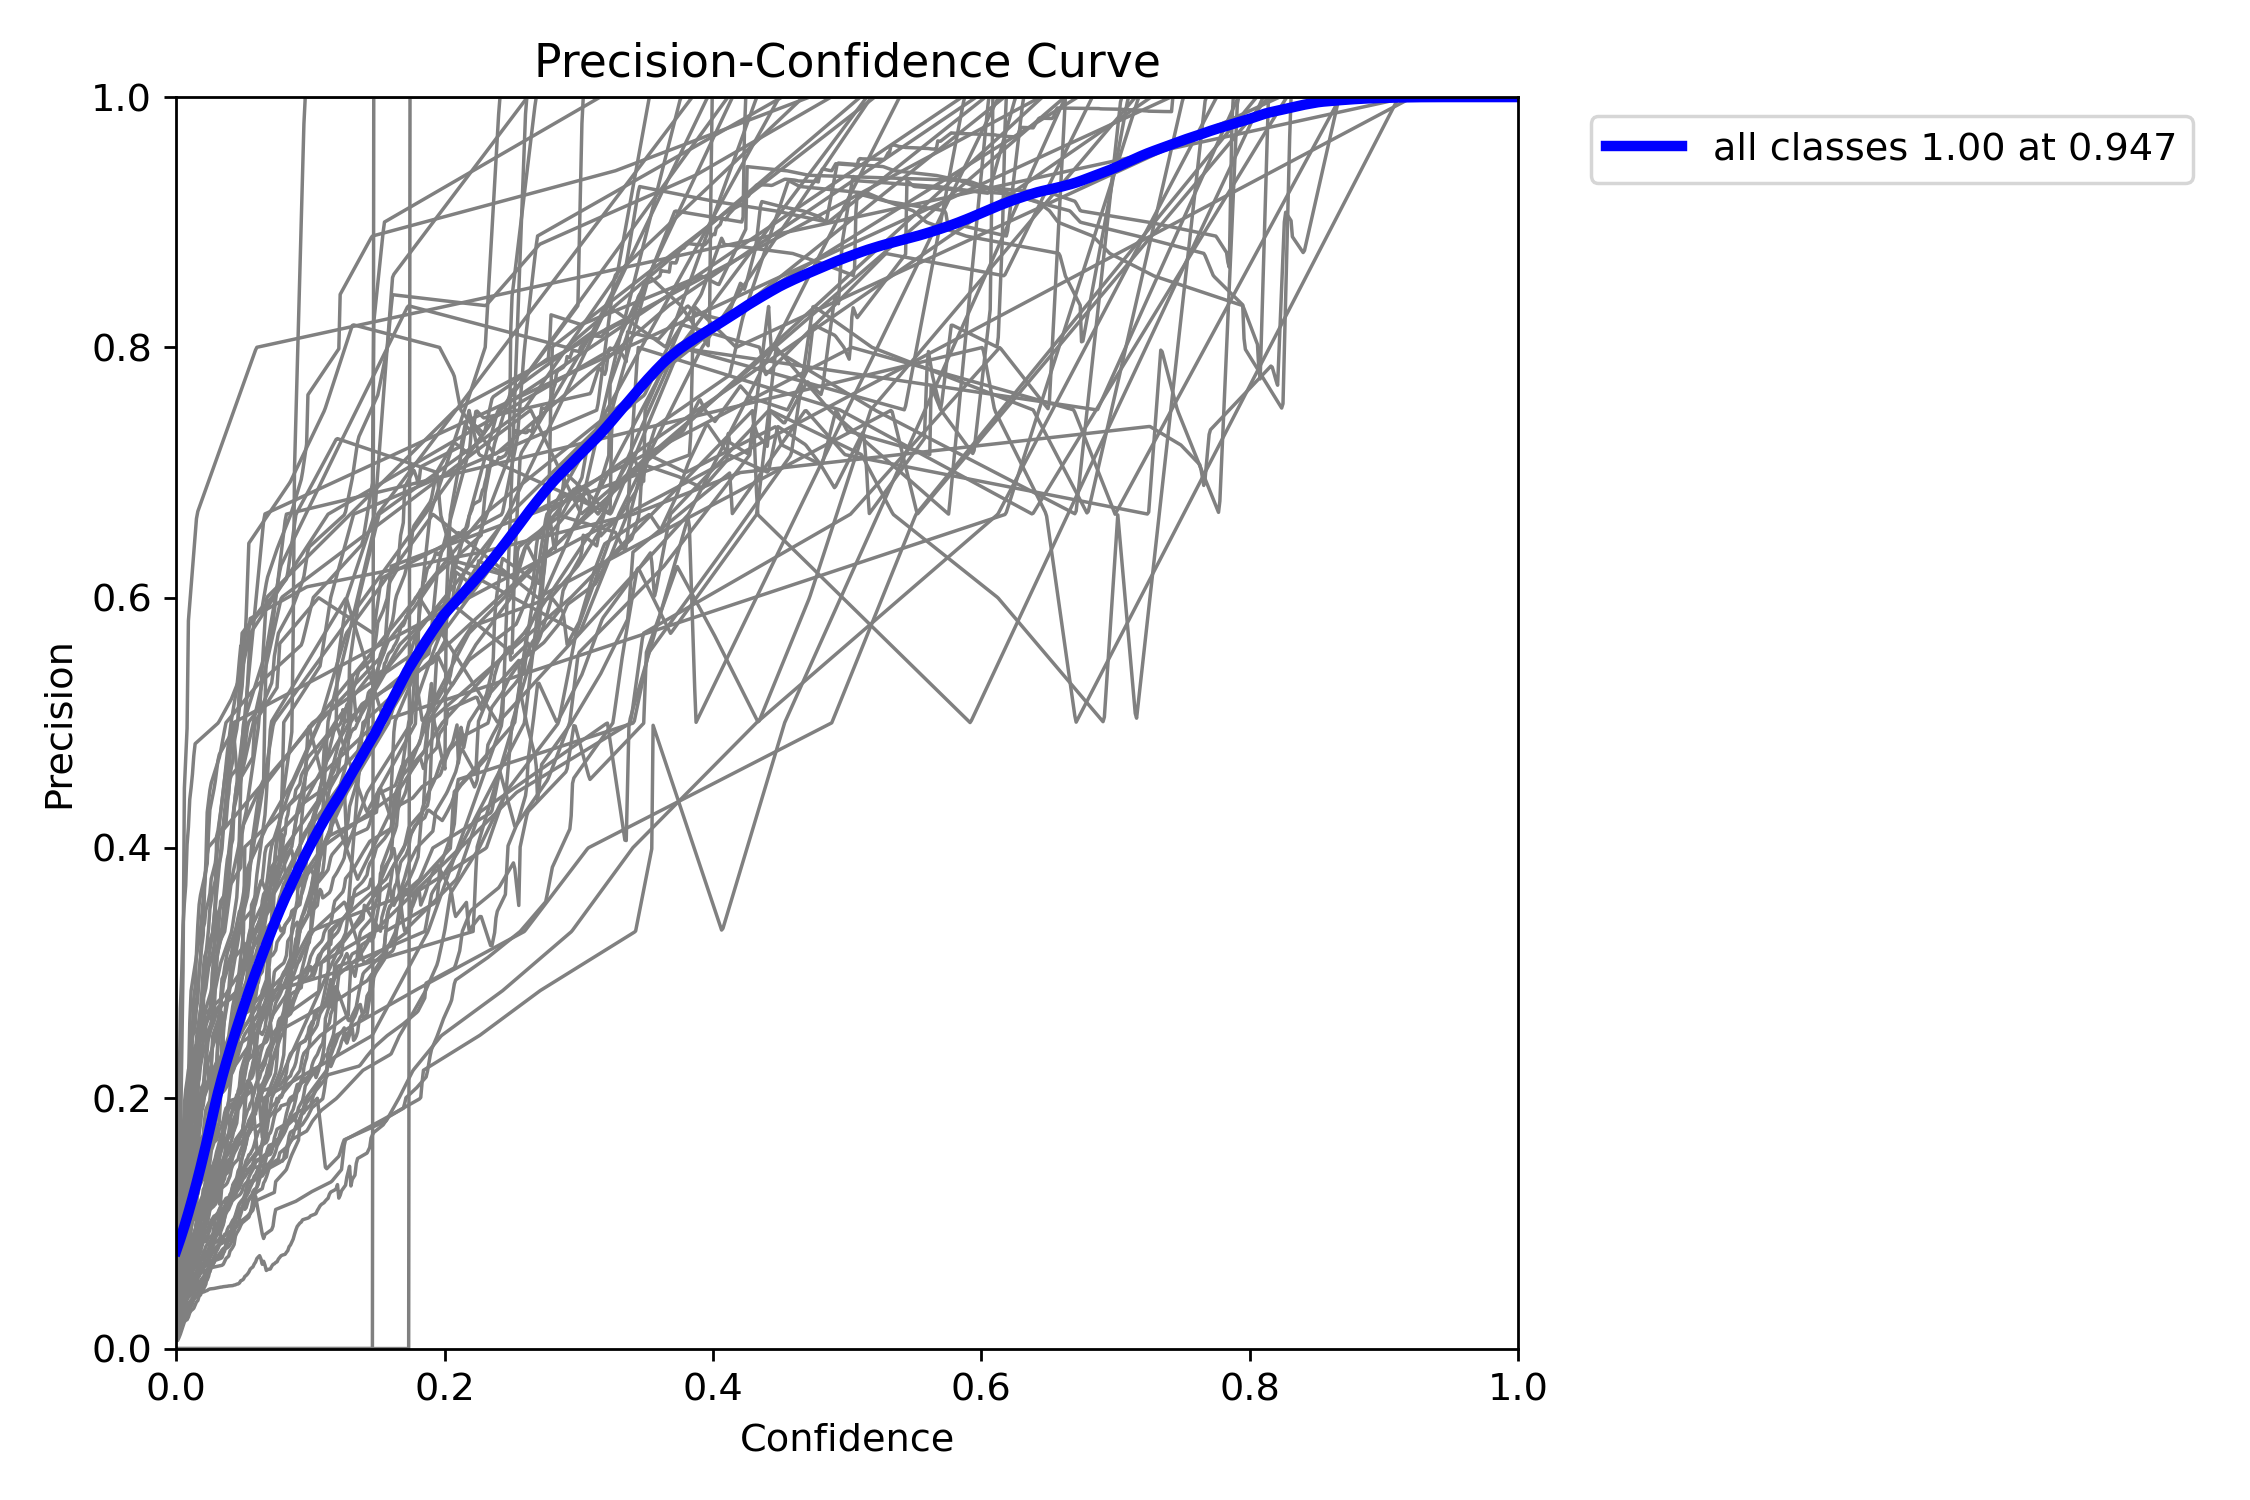 Precision-Confidence Curve
1.0
0.8
0.6
0.4
0.2
0.0
Precision
0.0 0.2 0.4 0.6 0.8 1.0
Confidence
all classes 1.00 at 0.947